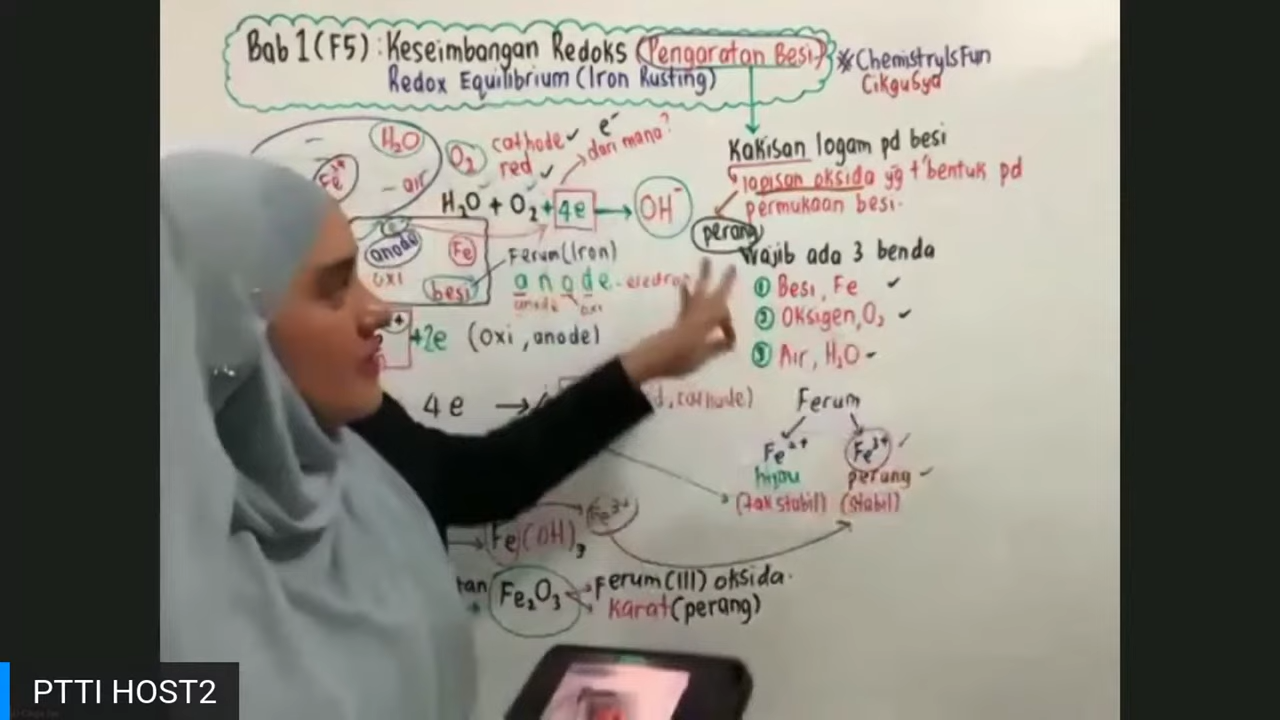 Bab 1 (F5) : Keseimbangan Redoks (Pengaratan Besi)
Redox Equilibrium (Iron Rusting)
*ChemistryIsFun
CikguSya
H₂O
Fe³⁺
- air
O₂
cathode ✓
red ✓
e⁻
dari mana?
H₂O + O₂ + 4e → OH⁻
anode
oxi
Fe
besi
Ferum (Iron)
anode
anode oxi
+2e (oxi, anode)
4e →
cathode)
Fe(OH)₃
Fe³⁺
Fe₂O₃
Ferum(III) oksida.
Karat (perang)
Kakisan logam pd besi
lapisan oksida yg t'bentuk pd
permukaan besi.
perang
Wajib ada 3 benda
① Besi, Fe ✓
② Oksigen, O₂ ✓
③ Air, H₂O
Ferum
Fe²⁺ Fe³⁺ ✓
hijau perang ✓
(tak stabil) (stabil)
PTTI HOST2